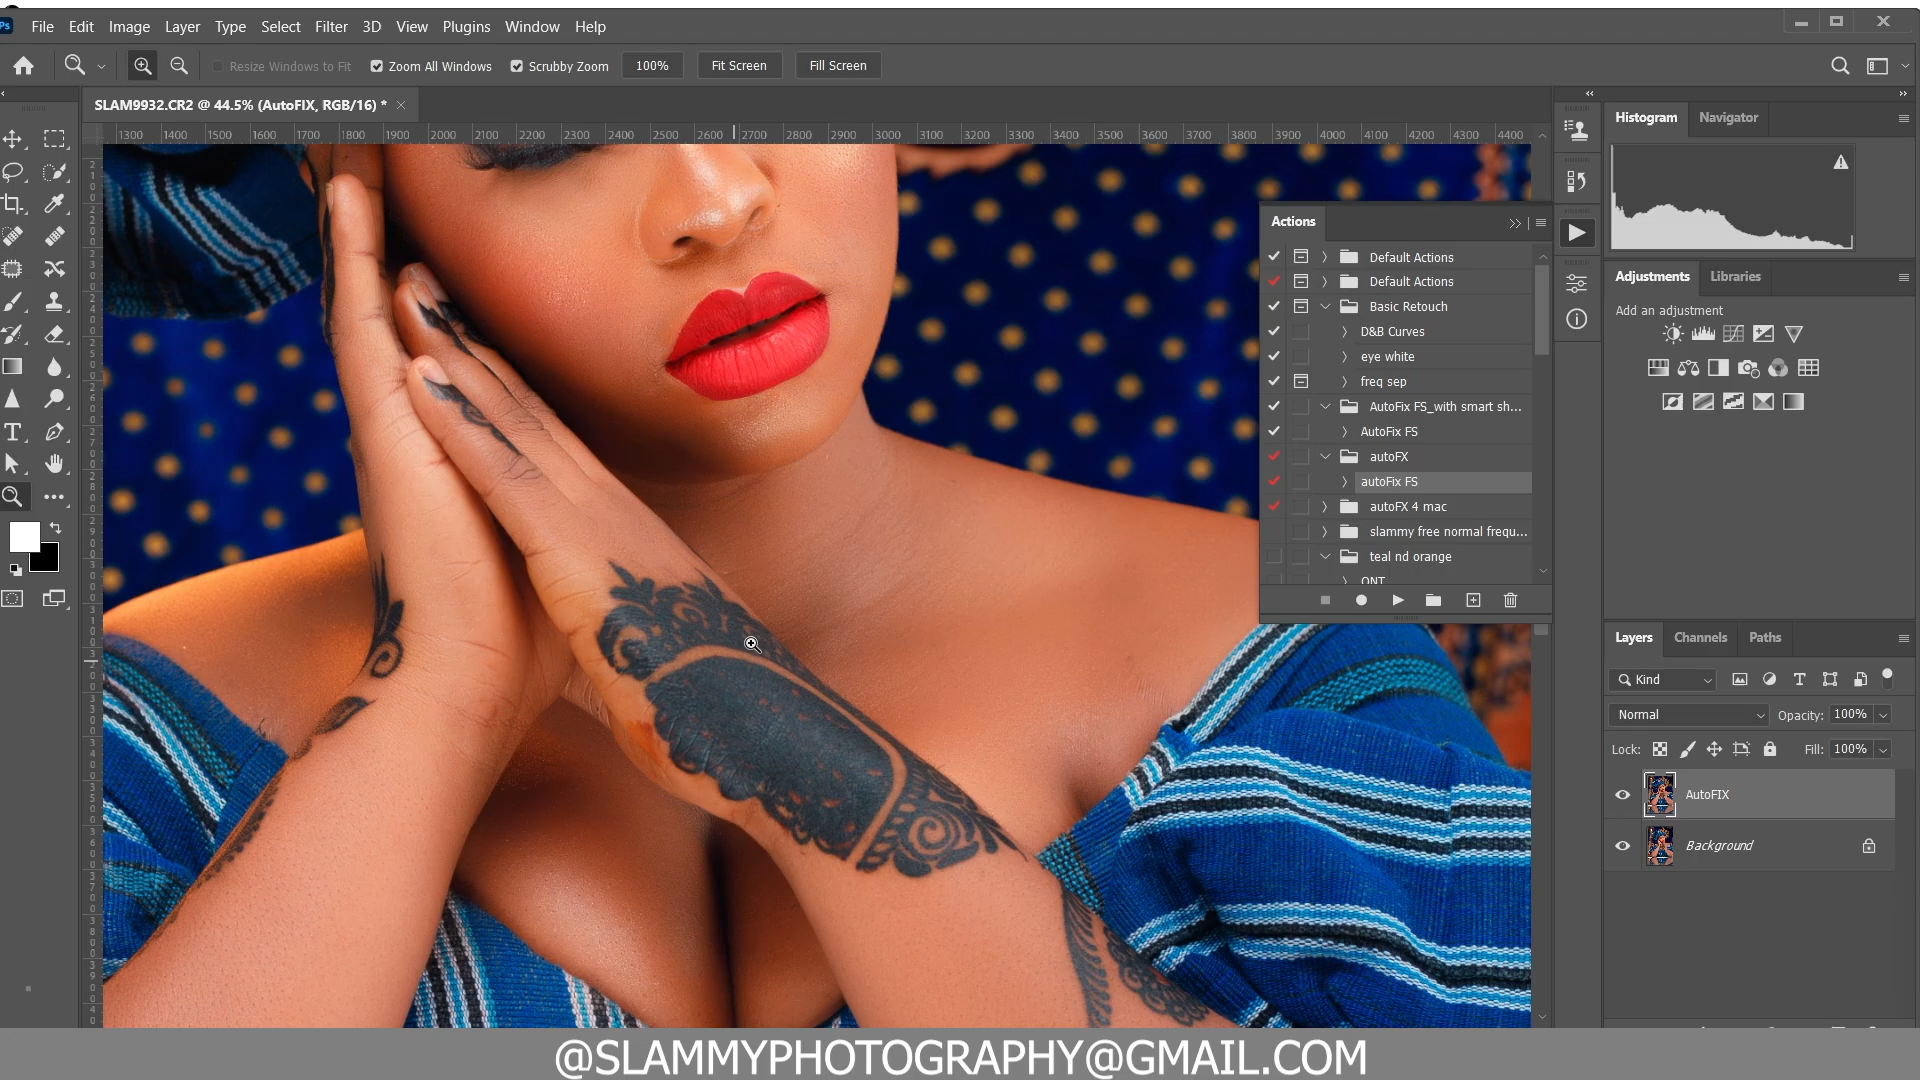 Ps File Edit Image Layer Type Select Filter 3D View Plugins Window Help
Resize Windows to Fit Zoom All Windows Scrubby Zoom 100% Fit Screen Fill Screen
SLAM9932.CR2 @ 44.5% (AutoFIX, RGB/16) *
1300 1400 1500 1600 1700 1800 1900 2000 2100 2200 2300 2400 2500 2600 2700 2800 2900 3000 3100 3200 3300 3400 3500 3600 3700 3800 3900 4000 4100 4200 4300 4400
Histogram Navigator
Actions
Default Actions
Default Actions
Basic Retouch
D&B Curves
eye white
freq sep
AutoFix FS_with smart sh...
AutoFix FS
autoFX
autoFix FS
autoFX 4 mac
slammy free normal frequ...
teal nd orange
ONT
Adjustments Libraries
Add an adjustment
Layers Channels Paths
Kind
Normal Opacity: 100%
Lock: Fill: 100%
AutoFIX
Background
@SLAMMYPHOTOGRAPHY@GMAIL.COM